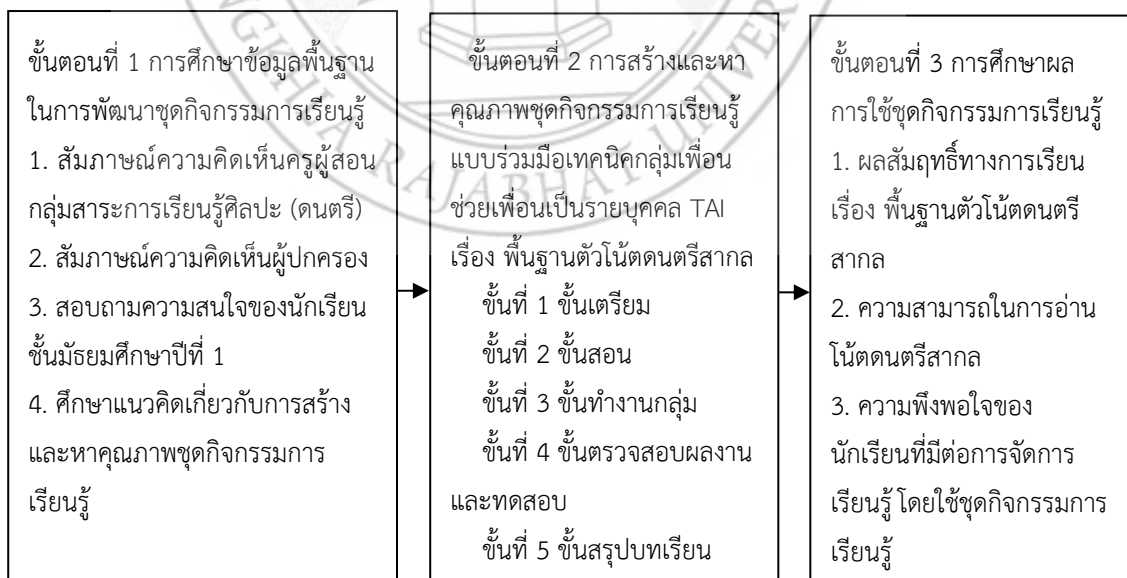 ขั้นตอนที่ 1 การศึกษาข้อมูลพื้นฐาน
ในการพัฒนาชุดกิจกรรมการเรียนรู้
1. สัมภาษณ์ความคิดเห็นครูผู้สอน
กลุ่มสาระการเรียนรู้ศิลปะ (ดนตรี)
2. สัมภาษณ์ความคิดเห็นผู้ปกครอง
3. สอบถามความสนใจของนักเรียน
ชั้นมัธยมศึกษาปีที่ 1
4. ศึกษาแนวคิดเกี่ยวกับการสร้าง
และหาคุณภาพชุดกิจกรรมการ
เรียนรู้
ขั้นตอนที่ 2 การสร้างและหา
คุณภาพชุดกิจกรรมการเรียนรู้
แบบร่วมมือเทคนิคกลุ่มเพื่อน
ช่วยเพื่อนเป็นรายบุคคล TAI
เรื่อง พื้นฐานตัวโน้ตดนตรีสากล
ขั้นที่ 1 ขั้นเตรียม
ขั้นที่ 2 ขั้นสอน
ขั้นที่ 3 ขั้นทำงานกลุ่ม
ขั้นที่ 4 ขั้นตรวจสอบผลงาน
และทดสอบ
ขั้นที่ 5 ขั้นสรุปบทเรียน
ขั้นตอนที่ 3 การศึกษาผล
การใช้ชุดกิจกรรมการเรียนรู้
1. ผลสัมฤทธิ์ทางการเรียน
เรื่อง พื้นฐานตัวโน้ตดนตรี
สากล
2. ความสามารถในการอ่าน
โน้ตดนตรีสากล
3. ความพึงพอใจของ
นักเรียนที่มีต่อการจัดการ
เรียนรู้ โดยใช้ชุดกิจกรรมการ
เรียนรู้
RAJABHAT